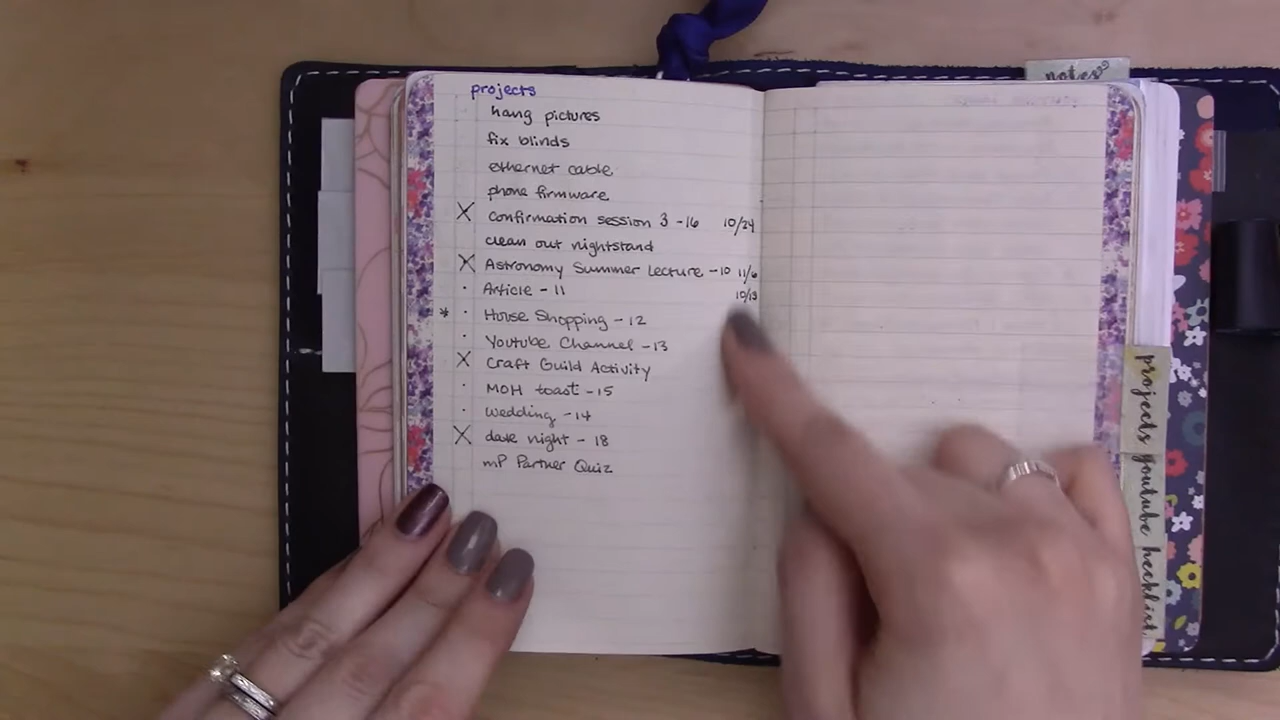 notes
projects
hang pictures
fix blinds
ethernet cable
phone firmware
X confirmation session 3 -16 10/24
clean out nightstand
X Astronomy Summer Lecture -10 11/6
· Article - 11 10/13
* · House Shopping - 12
· Youtube Channel -13
X Craft Guild Activity
· MOH toast - 15
· wedding -14
X date night - 18
mP Partner Quiz
projects
youtube
hecklist